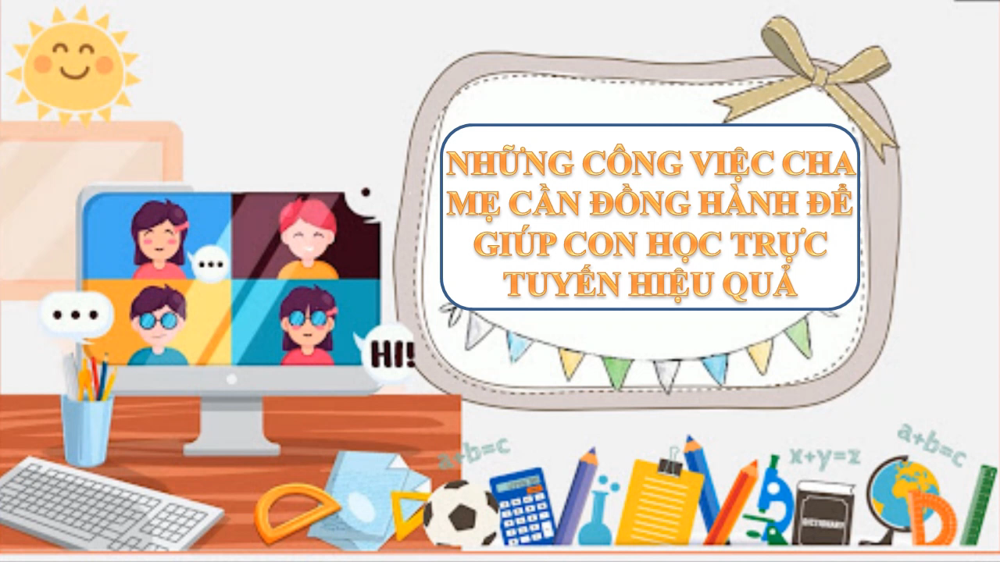 NHỮNG CÔNG VIỆC CHA
MẸ CẦN ĐỒNG HÀNH ĐỂ
GIÚP CON HỌC TRỰC
TUYẾN HIỆU QUẢ
HI!
a+b=c
x+y=z
a+b=c
DICTIONARY